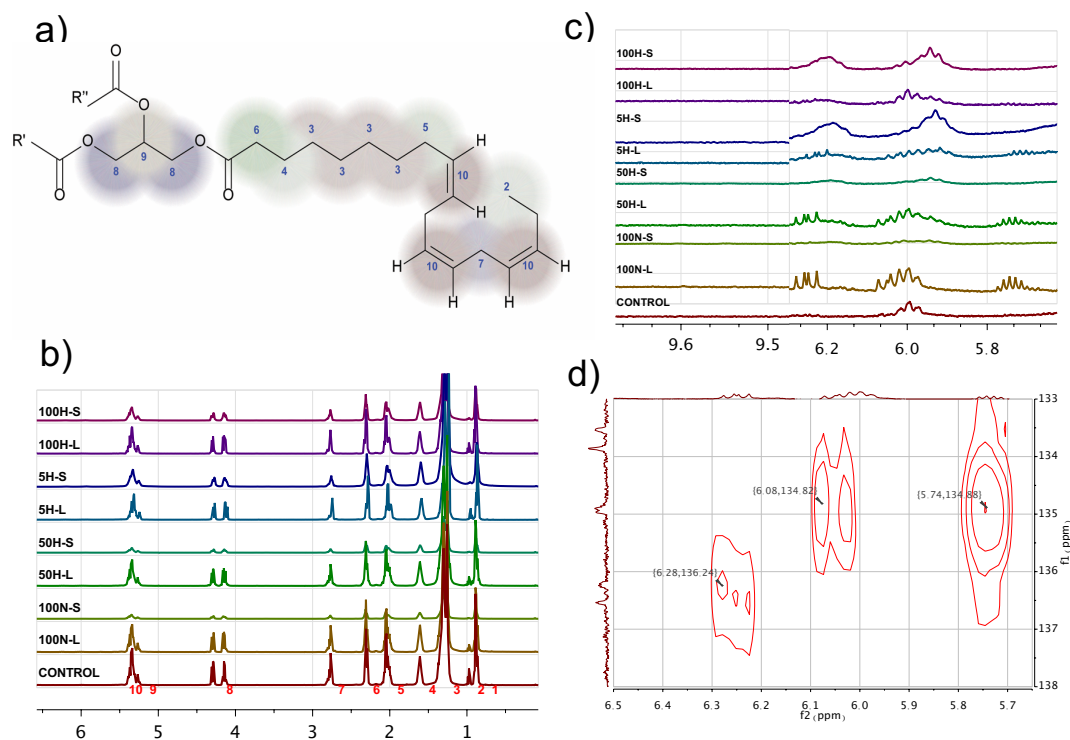 a)
O
R''
O
R'
O
O
O
O
9
8
8
6
4
3
3
3
3
5
H
10
H
2
H
10
H
7
H
10
H
b)
100H-S
100H-L
5H-S
5H-L
50H-S
50H-L
100N-S
100N-L
CONTROL
10 9 8 7 6 5 4 3 2 1
6 5 4 3 2 1
c)
100H-S
100H-L
5H-S
5H-L
50H-S
50H-L
100N-S
100N-L
CONTROL
9.6 9.5 6.2 6.0 5.8
d)
133
134
{6.08,134.82}
{5.74,134.88}
135
{6.28,136.24}
136
137
138
f1 (ppm)
6.5 6.4 6.3 6.2 6.1 6.0 5.9 5.8 5.7
f2 (ppm)